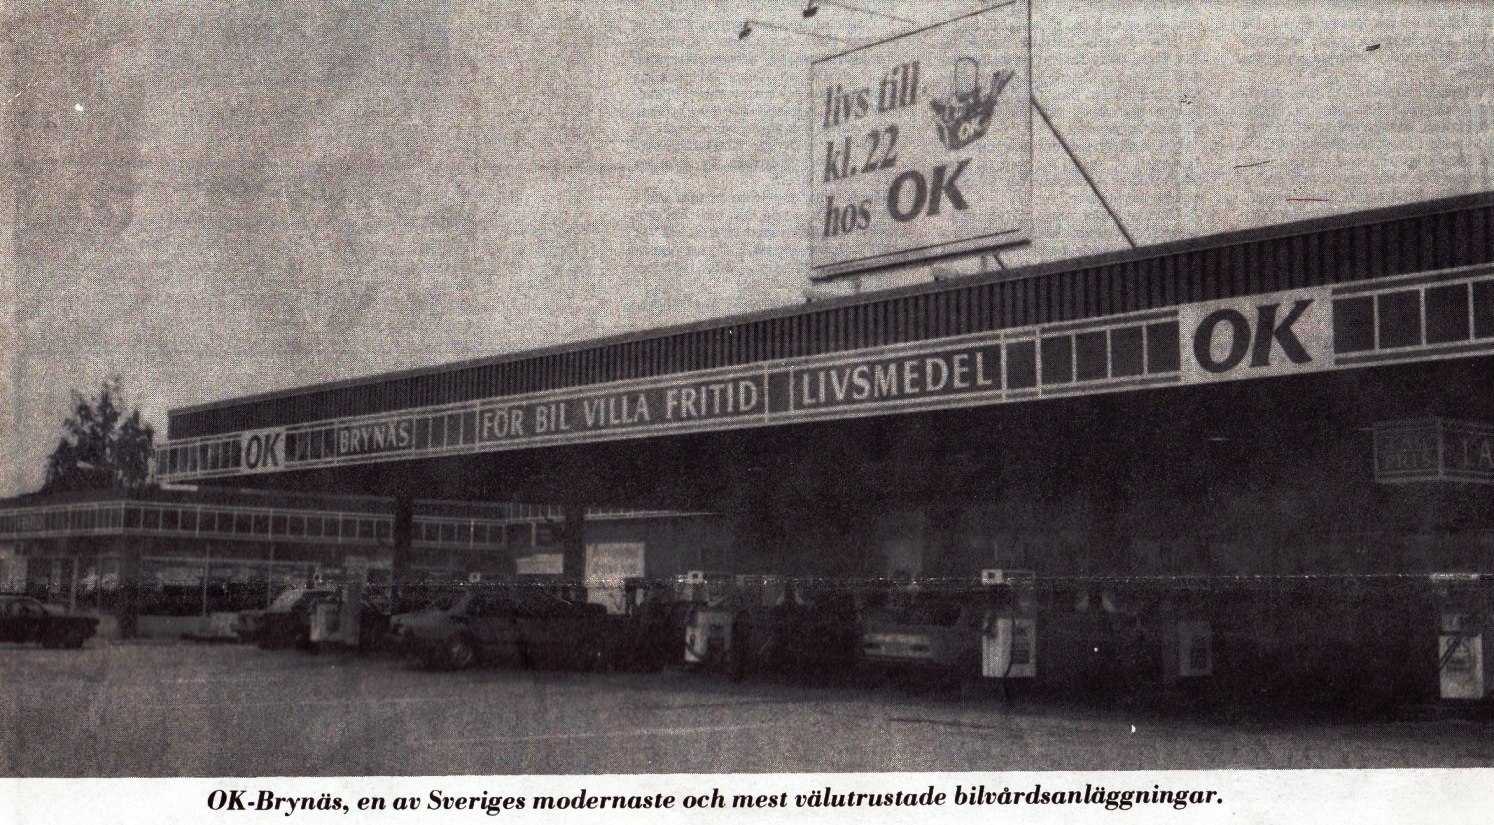 livs till
kl. 22
hos OK
OK
OK
OK BRYNÄS FÖR BIL VILLA FRITID LIVSMEDEL
OK-Brynäs, en av Sveriges modernaste och mest välutrustade bilvårdsanläggningar.